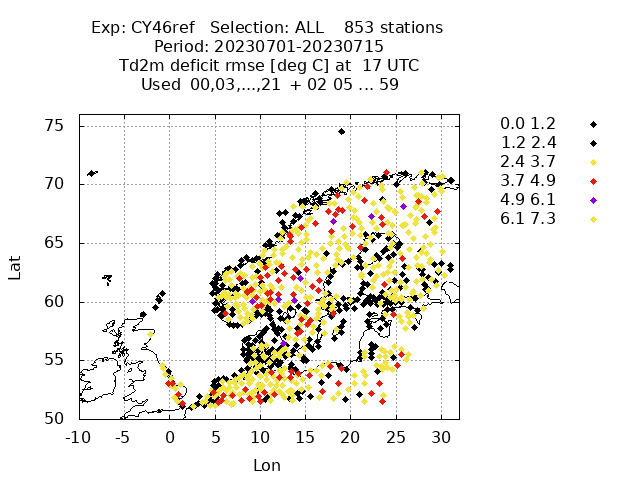 Exp: CY46ref   Selection: ALL    853 stations
Period: 20230701-20230715
Td2m deficit rmse [deg C] at  17 UTC
Used  00,03,...,21  + 02 05 ... 59
0.0 1.2
1.2 2.4
2.4 3.7
3.7 4.9
4.9 6.1
6.1 7.3
75
70
65
60
55
50
Lat
-10 -5 0 5 10 15 20 25 30
Lon